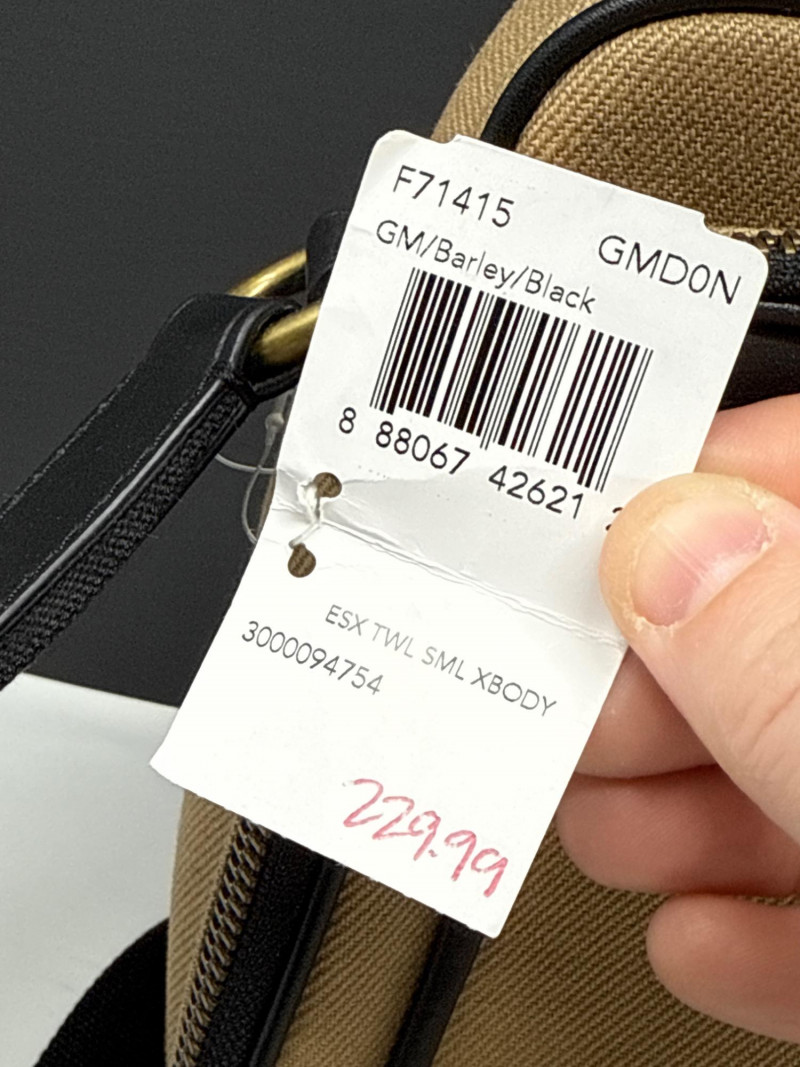 F71415
GM/Barley/Black GMD0N
8 88067 42621
ESX TWL SML XBODY
3000094754
229.99